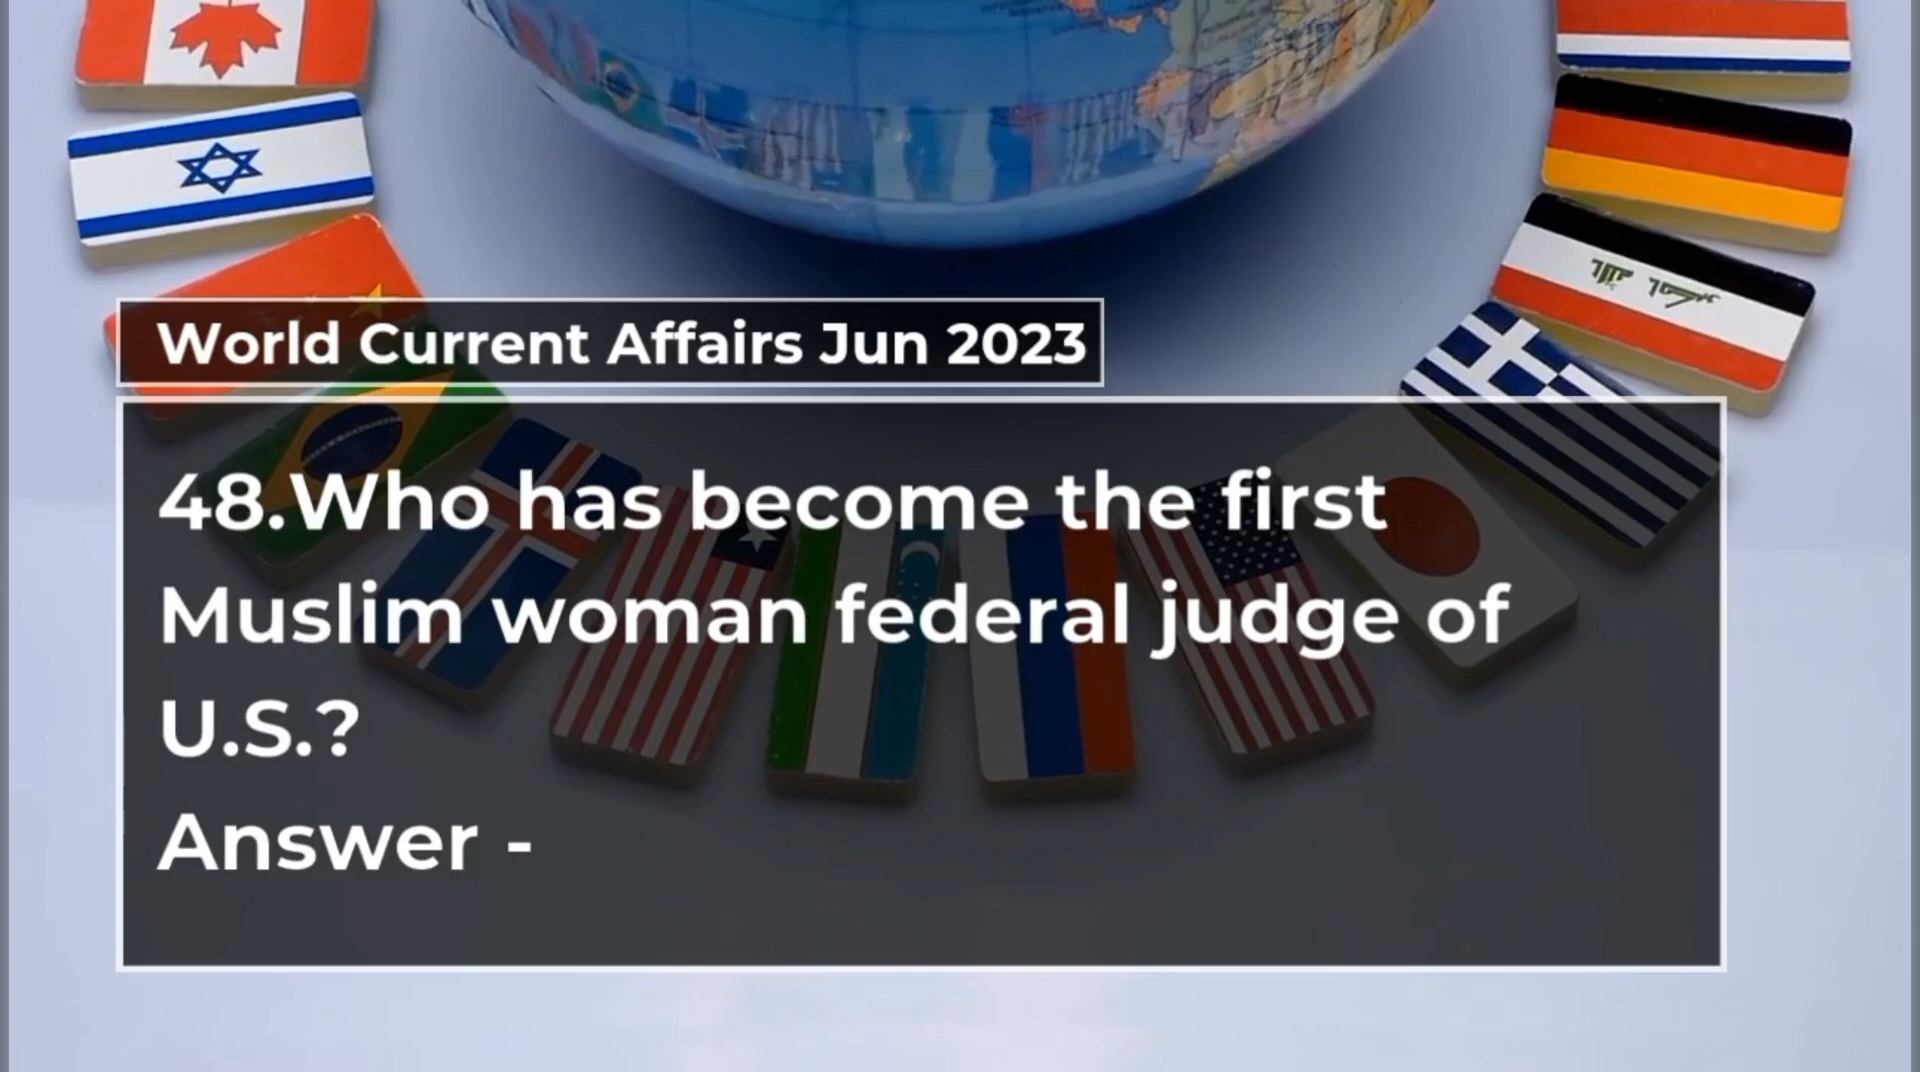 World Current Affairs Jun 2023
48.Who has become the first
Muslim woman federal judge of
U.S.?
Answer -